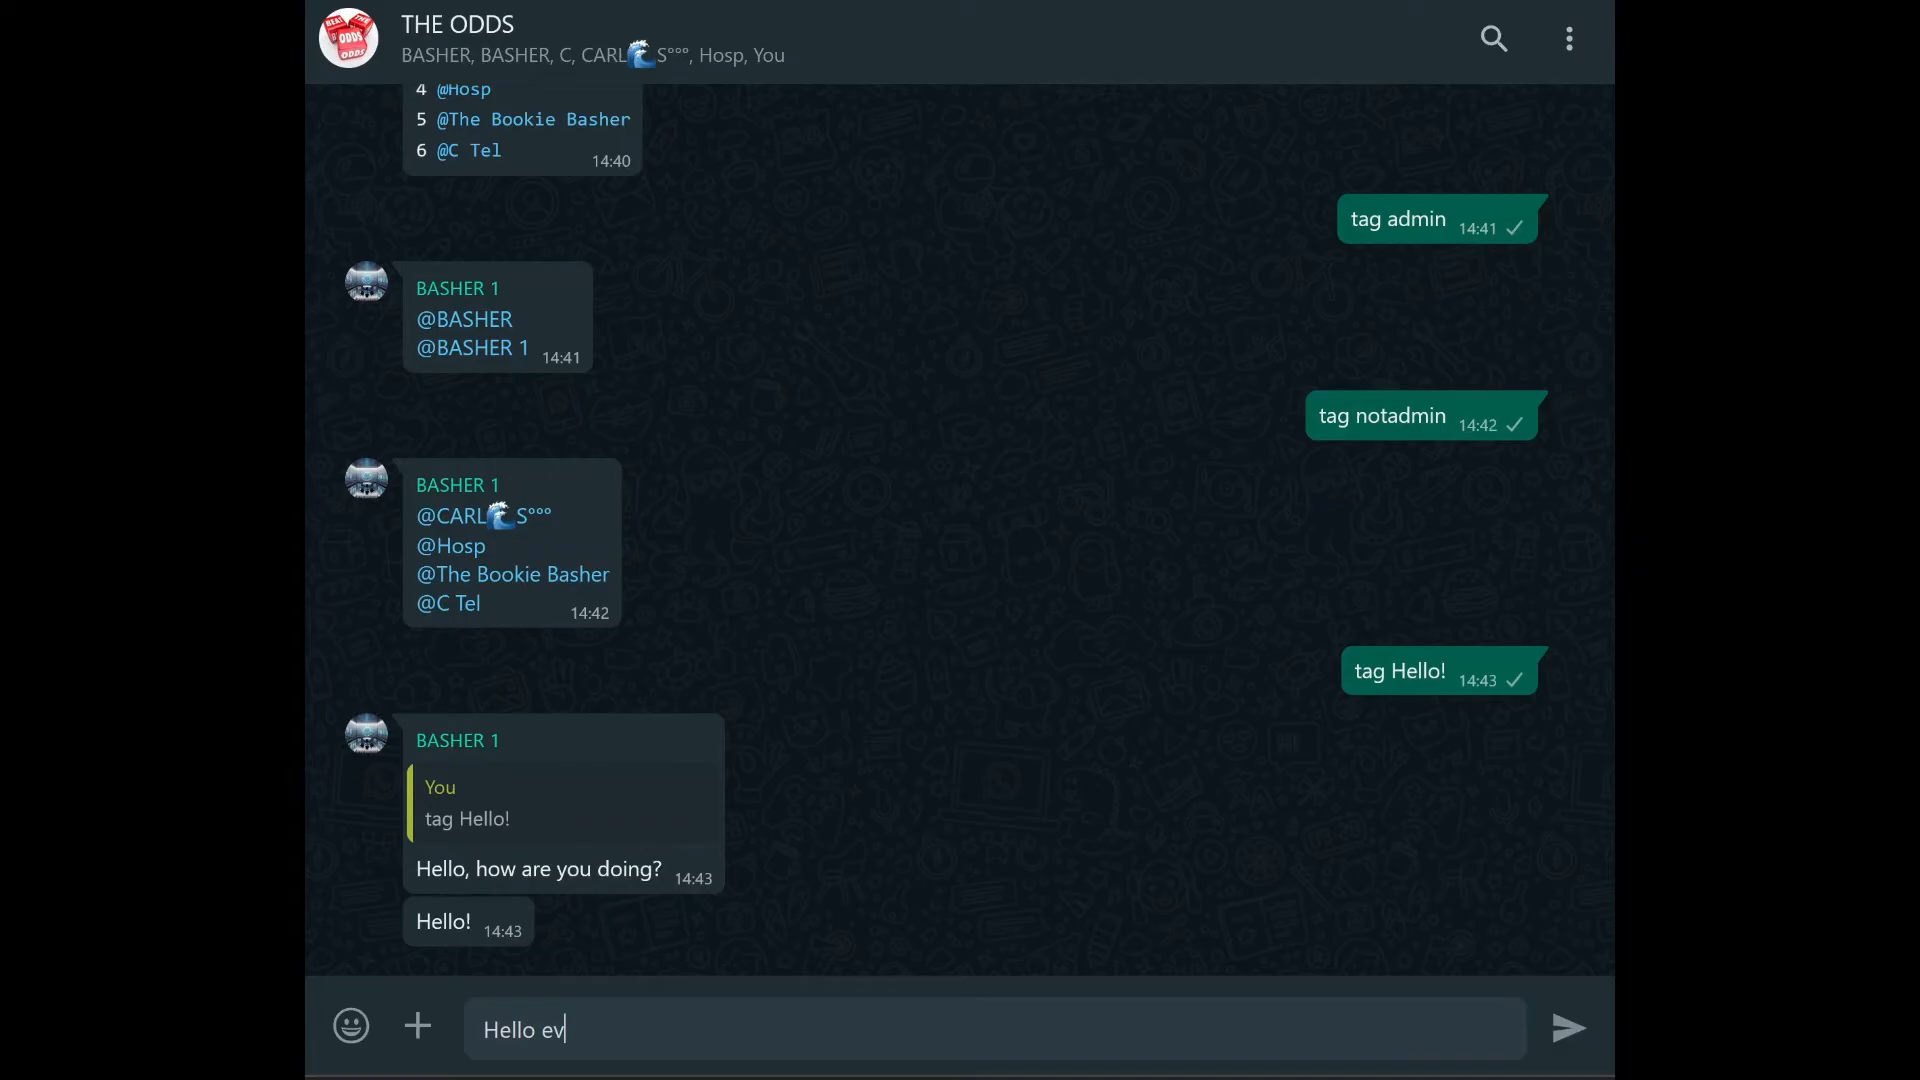 THE ODDS
BASHER, BASHER, C, CARL🌊S°°°, Hosp, You
4 @Hosp
5 @The Bookie Basher
6 @C Tel
14:40
tag admin 14:41
BASHER 1
@BASHER
@BASHER 1 14:41
tag notadmin 14:42
BASHER 1
@CARL🌊S°°°
@Hosp
@The Bookie Basher
@C Tel 14:42
tag Hello! 14:43
BASHER 1
You
tag Hello!
Hello, how are you doing? 14:43
Hello! 14:43
Hello ev